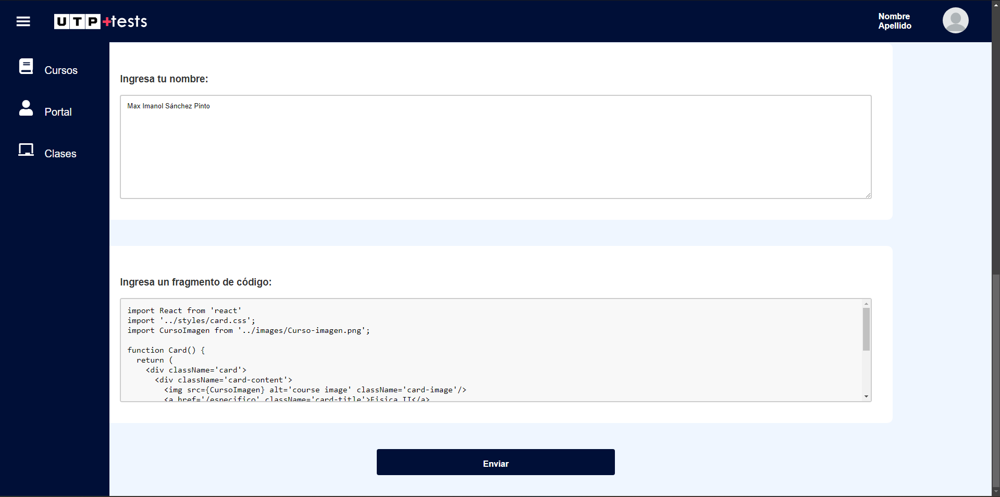 UTP+tests
Nombre
Apellido
Cursos
Portal
Clases
Ingresa tu nombre:
Max Imanol Sánchez Pinto
Ingresa un fragmento de código:
import React from 'react'
import '../styles/card.css';
import CursoImagen from '../images/Curso-imagen.png';
function Card() {
return (
<div className='card'>
<div className='card-content'>
<img src={CursoImagen} alt='course image' className='card-image'/>
<a href='/especifico' className='card-title'>Fisica II</a>
Enviar